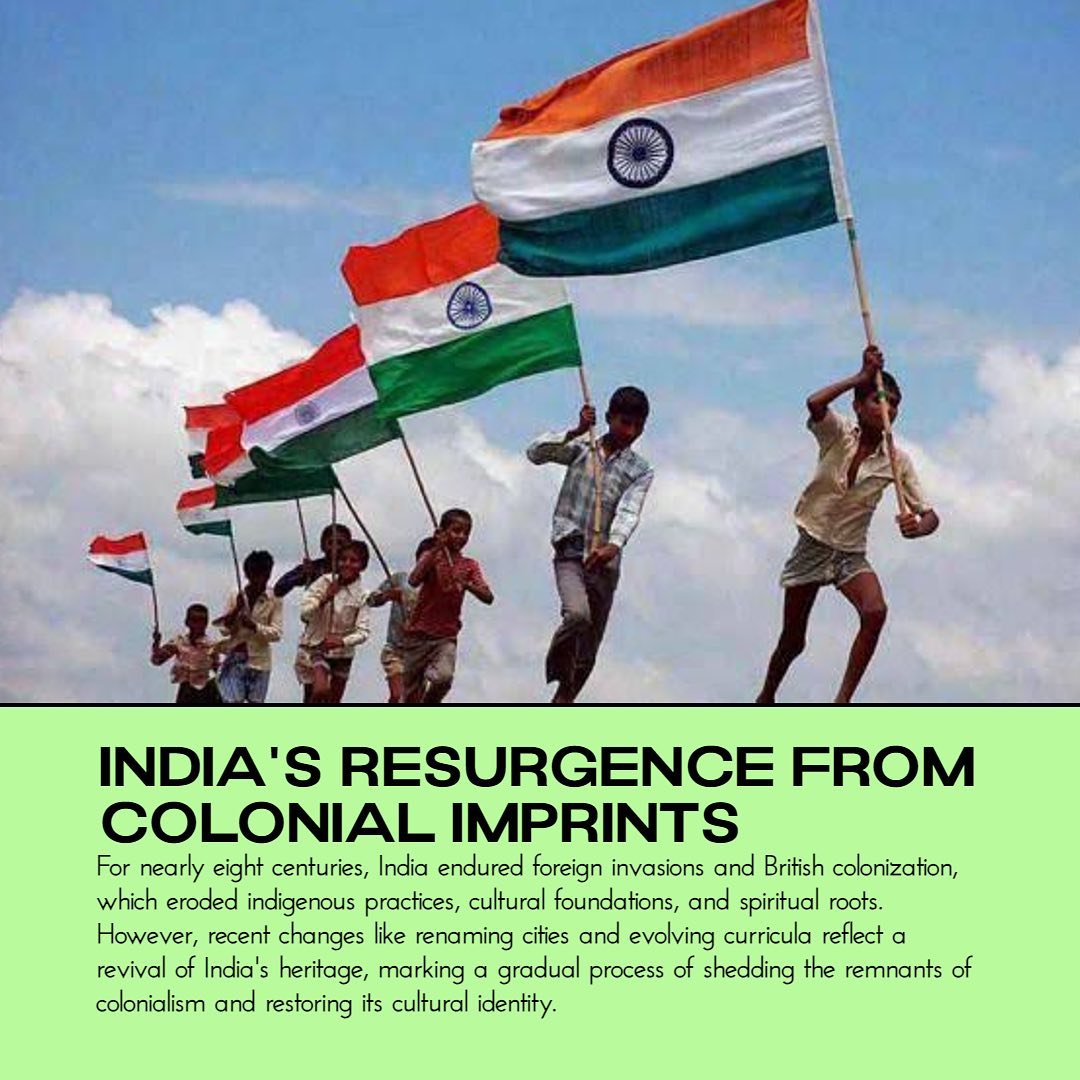 INDIA'S RESURGENCE FROM
COLONIAL IMPRINTS
For nearly eight centuries, India endured foreign invasions and British colonization,
which eroded indigenous practices, cultural foundations, and spiritual roots.
However, recent changes like renaming cities and evolving curricula reflect a
revival of India's heritage, marking a gradual process of shedding the remnants of
colonialism and restoring its cultural identity.